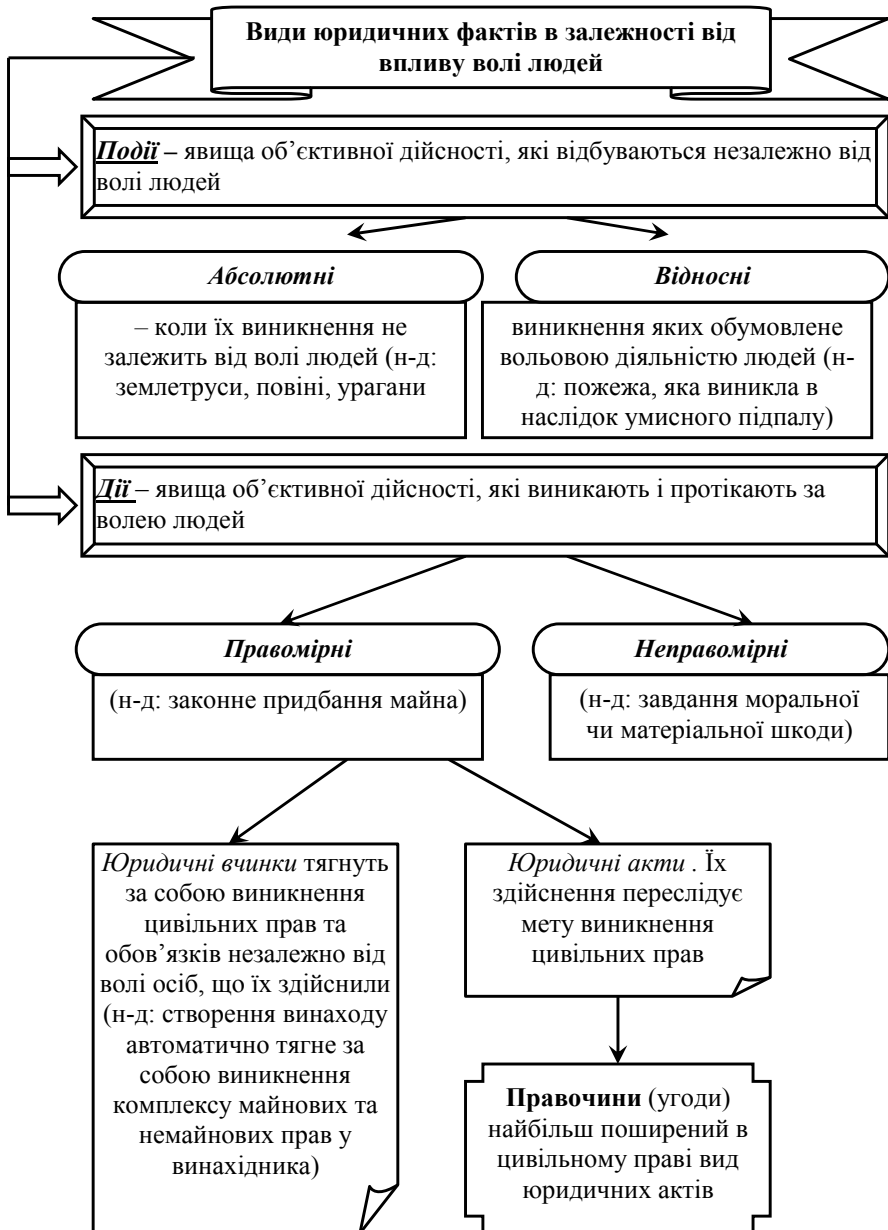 Види юридичних фактів в залежності від
впливу волі людей
Події – явища об’єктивної дійсності, які відбуваються незалежно від
волі людей
Абсолютні
– коли їх виникнення не
залежить від волі людей (н-д:
землетруси, повіні, урагани
Відносні
виникнення яких обумовлене
вольовою діяльністю людей (н-
д: пожежа, яка виникла в
наслідок умисного підпалу)
Дії – явища об’єктивної дійсності, які виникають і протікають за
волею людей
Правомірні
(н-д: законне придбання майна)
Неправомірні
(н-д: завдання моральної
чи матеріальної шкоди)
Юридичні вчинки тягнуть
за собою виникнення
цивільних прав та
обов’язків незалежно від
волі осіб, що їх здійснили
(н-д: створення винаходу
автоматично тягне за
собою виникнення
комплексу майнових та
немайнових прав у
винахідника)
Юридичні акти . Їх
здійснення переслідує
мету виникнення
цивільних прав
Правочини (угоди)
найбільш поширений в
цивільному праві вид
юридичних актів